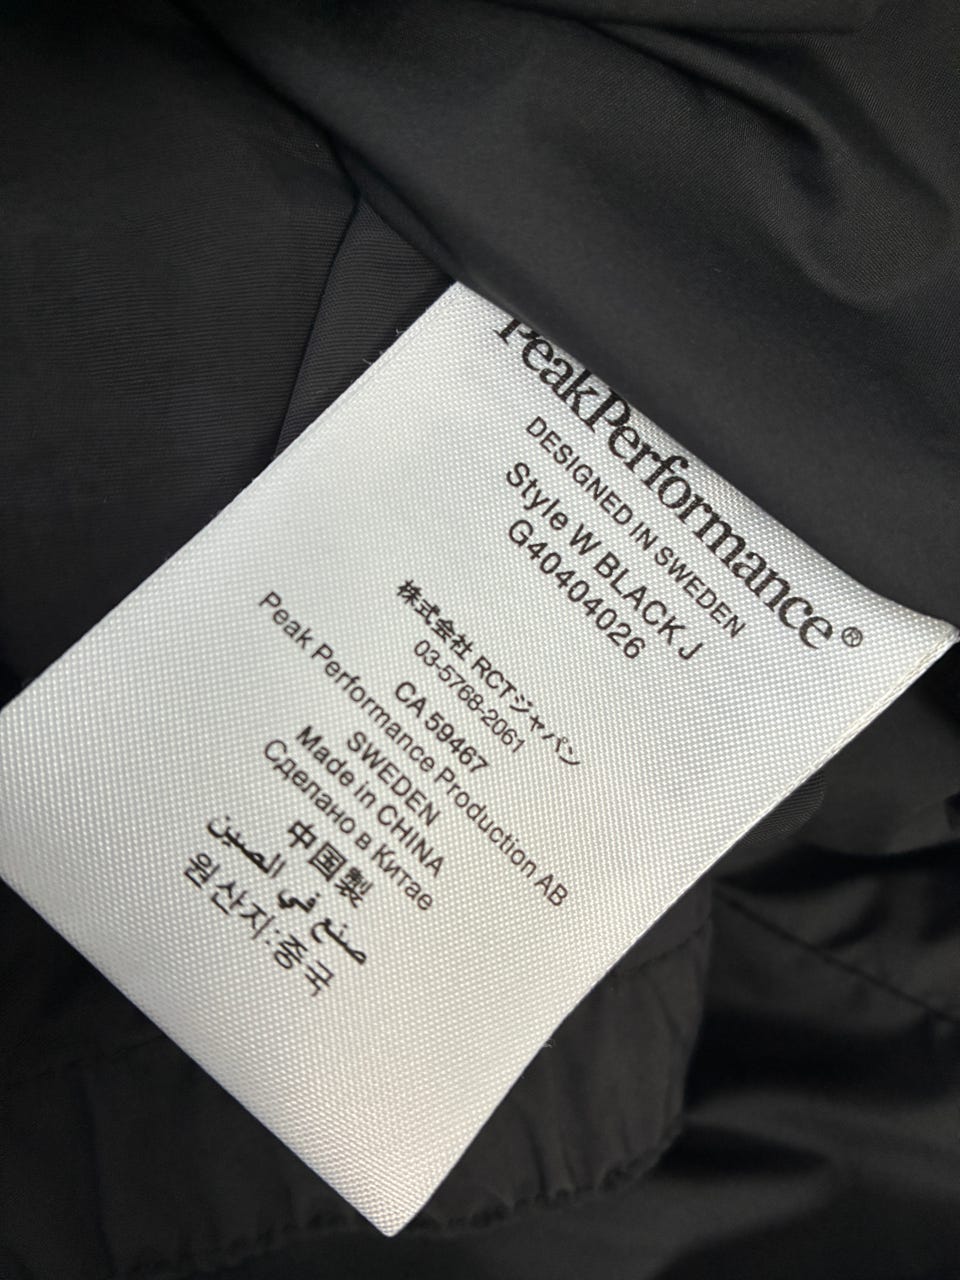 PeakPerformance®
DESIGNED IN SWEDEN
Style W BLACK J
G40404026
株式会社 RCTジャパン
03-5768-2061
CA 59467
Peak Performance Production AB
SWEDEN
Made in CHINA
Сделано в Китае
中国製
صنع في الصين
원산지:중국